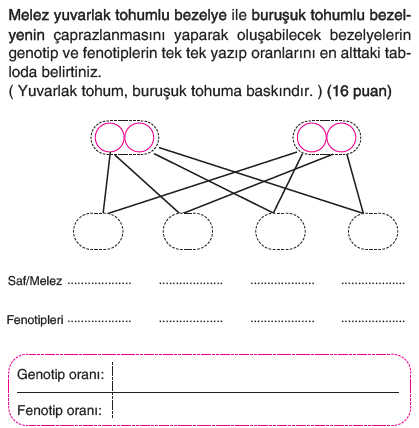 Melez yuvarlak tohumlu bezelye ile buruşuk tohumlu bezel-
yenin çaprazlanmasını yaparak oluşabilecek bezelyelerin
genotip ve fenotiplerin tek tek yazıp oranlarını en alttaki tab-
loda belirtiniz.
( Yuvarlak tohum, buruşuk tohuma baskındır. ) (16 puan)
Saf/Melez .................. .................. .................. ..................
Fenotipleri .................. .................. .................. ..................
Genotip oranı:
Fenotip oranı: